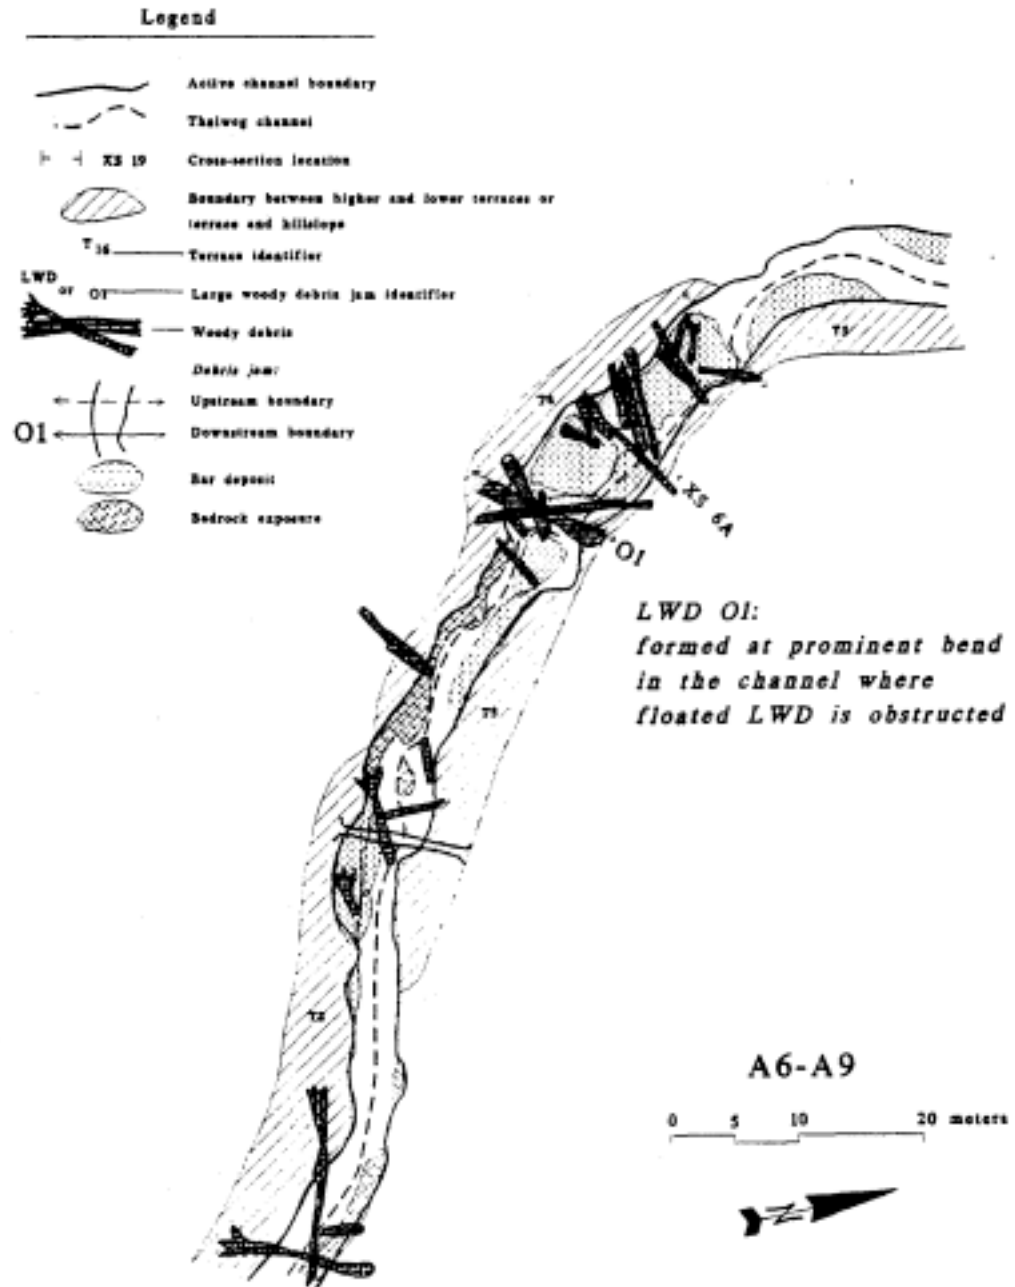 Legend
Active channel boundary
Thalweg channel
XS 19 Cross-section location
Boundary between higher and lower terraces or
terrace and hillslope
T16 Terrace identifier
LWD or O1 Large woody debris jam identifier
Woody debris
Debris jam:
Upstream boundary
O1 Downstream boundary
Bar deposit
Bedrock exposure
T3
T4
XS 6A
O1
LWD O1:
formed at prominent bend
in the channel where
floated LWD is obstructed
T2
A6-A9
0 5 10 20 meters
N